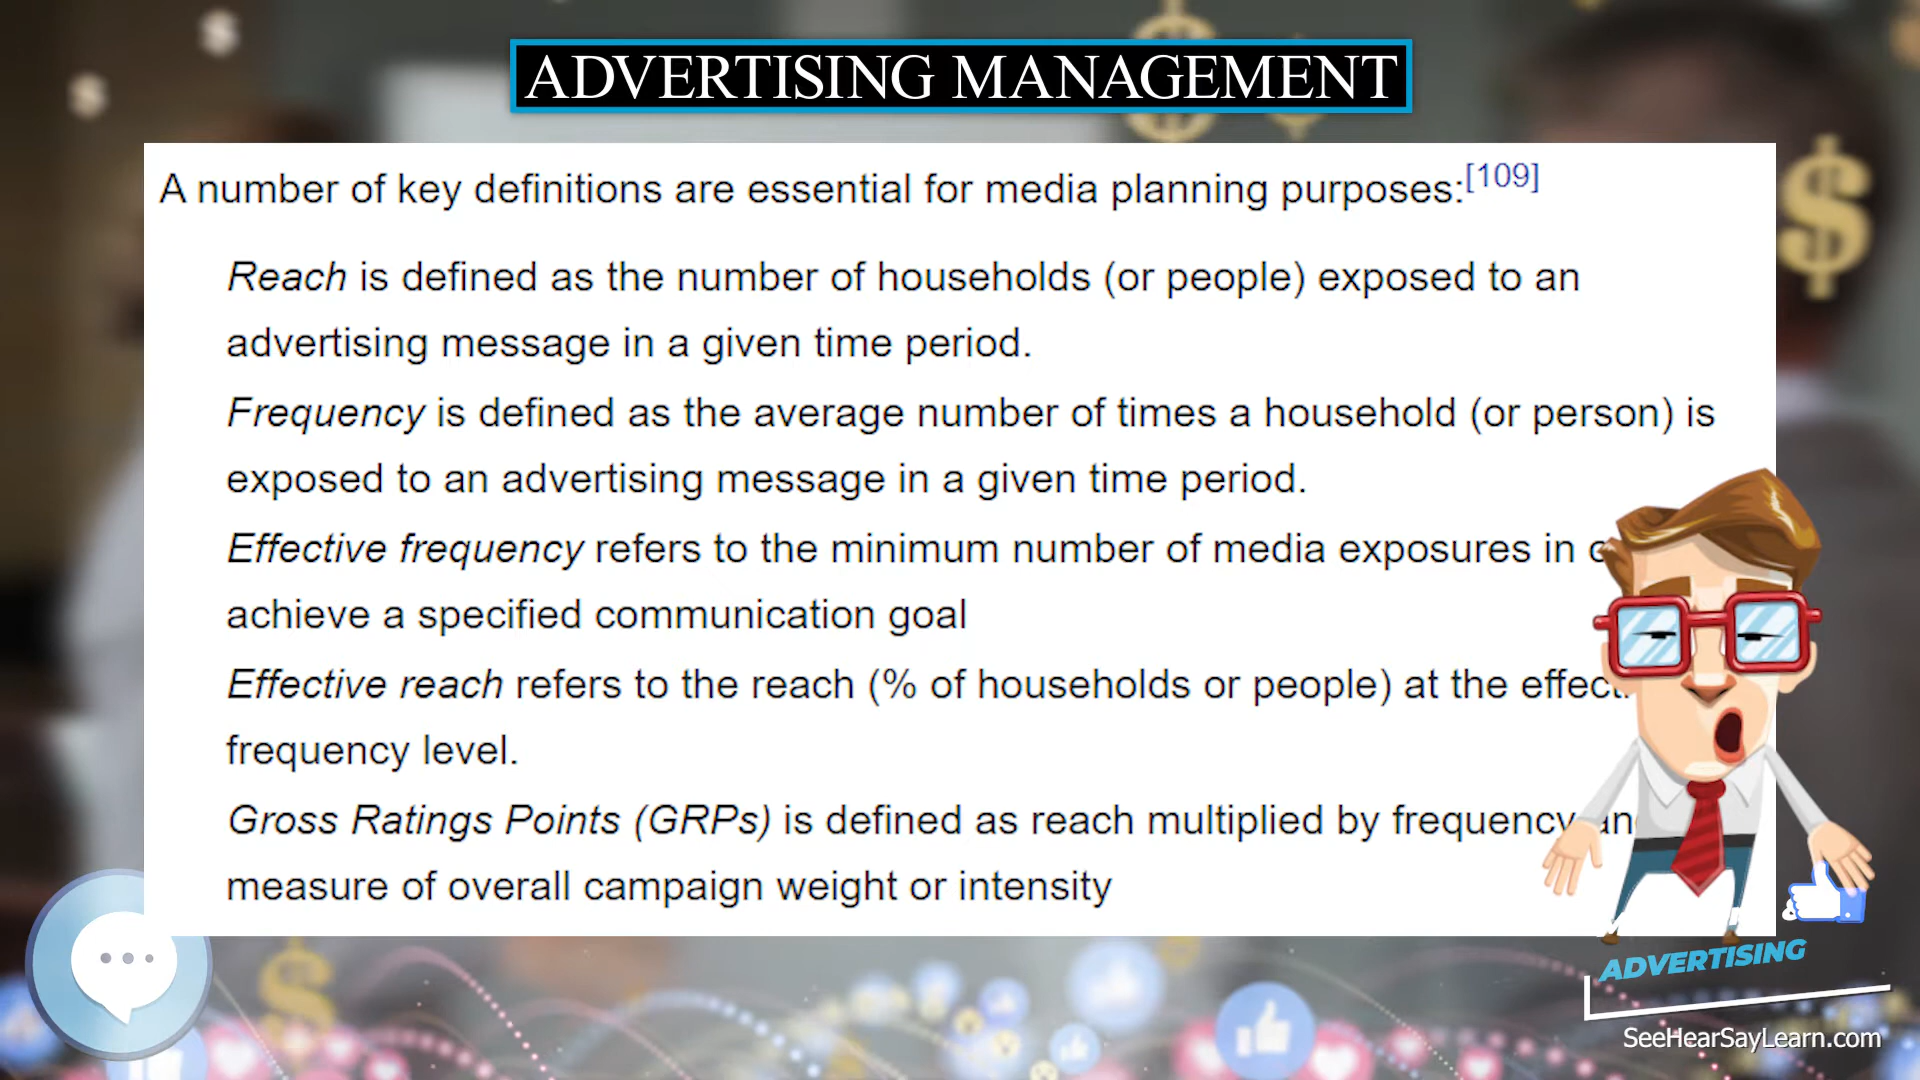 ADVERTISING MANAGEMENT
A number of key definitions are essential for media planning purposes:[109]
Reach is defined as the number of households (or people) exposed to an
advertising message in a given time period.
Frequency is defined as the average number of times a household (or person) is
exposed to an advertising message in a given time period.
Effective frequency refers to the minimum number of media exposures in
achieve a specified communication goal
Effective reach refers to the reach (% of households or people) at the
frequency level.
Gross Ratings Points (GRPs) is defined as reach multiplied by frequency
measure of overall campaign weight or intensity
ADVERTISING
SeeHearSayLearn.com